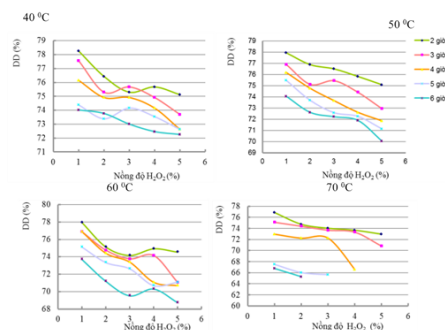 40 ⁰C
50 ⁰C
DD (%)
79
78
77
76
75
74
73
72
71
0 1 2 3 4 5 6
Nồng độ H₂O₂(%)
DD (%)
79
78
77
76
75
74
73
72
71
70
69
0 1 2 3 4 5 6
Nồng độ H₂O₂ (%)
2 giờ
3 giờ
4 giờ
5 giờ
6 giờ
60 ⁰C
70 ⁰C
DD (%)
80
78
76
74
72
70
68
66
0 1 2 3 4 5 6
Nồng độ H₂O₂ (%)
DD (%)
78
76
74
72
70
68
66
64
62
60
0 1 2 3 4 5 6
Nồng độ H₂O₂ (%)